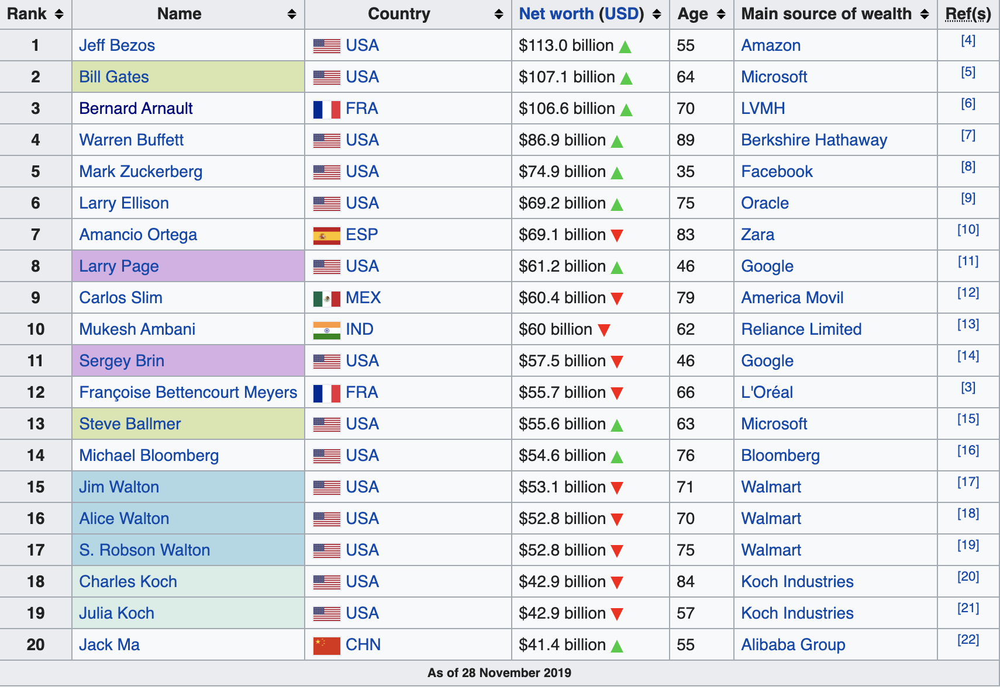 Rank Name Country Net worth (USD) Age Main source of wealth Ref(s)
1 Jeff Bezos USA $113.0 billion 55 Amazon [4]
2 Bill Gates USA $107.1 billion 64 Microsoft [5]
3 Bernard Arnault FRA $106.6 billion 70 LVMH [6]
4 Warren Buffett USA $86.9 billion 89 Berkshire Hathaway [7]
5 Mark Zuckerberg USA $74.9 billion 35 Facebook [8]
6 Larry Ellison USA $69.2 billion 75 Oracle [9]
7 Amancio Ortega ESP $69.1 billion 83 Zara [10]
8 Larry Page USA $61.2 billion 46 Google [11]
9 Carlos Slim MEX $60.4 billion 79 America Movil [12]
10 Mukesh Ambani IND $60 billion 62 Reliance Limited [13]
11 Sergey Brin USA $57.5 billion 46 Google [14]
12 Françoise Bettencourt Meyers FRA $55.7 billion 66 L'Oréal [3]
13 Steve Ballmer USA $55.6 billion 63 Microsoft [15]
14 Michael Bloomberg USA $54.6 billion 76 Bloomberg [16]
15 Jim Walton USA $53.1 billion 71 Walmart [17]
16 Alice Walton USA $52.8 billion 70 Walmart [18]
17 S. Robson Walton USA $52.8 billion 75 Walmart [19]
18 Charles Koch USA $42.9 billion 84 Koch Industries [20]
19 Julia Koch USA $42.9 billion 57 Koch Industries [21]
20 Jack Ma CHN $41.4 billion 55 Alibaba Group [22]
As of 28 November 2019